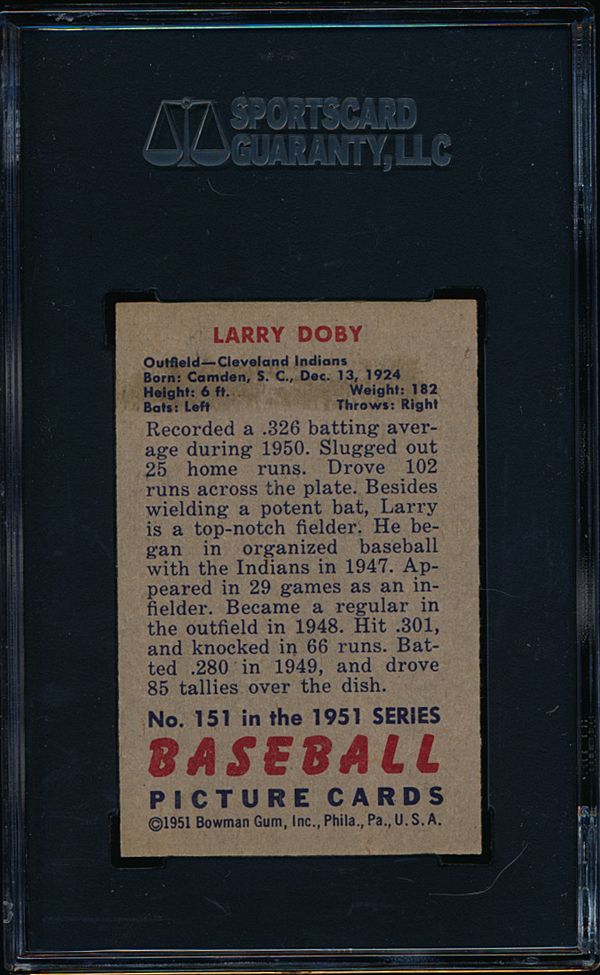 SPORTSCARD
GUARANTY, LLC
LARRY DOBY
Outfield—Cleveland Indians
Born: Camden, S. C., Dec. 13, 1924
Height: 6 ft. Weight: 182
Bats: Left Throws: Right
Recorded a .326 batting aver-
age during 1950. Slugged out
25 home runs. Drove 102
runs across the plate. Besides
wielding a potent bat, Larry
is a top-notch fielder. He be-
gan in organized baseball
with the Indians in 1947. Ap-
peared in 29 games as an in-
fielder. Became a regular in
the outfield in 1948. Hit .301,
and knocked in 66 runs. Bat-
ted .280 in 1949, and drove
85 tallies over the dish.
No. 151 in the 1951 SERIES
BASEBALL
PICTURE CARDS
©1951 Bowman Gum, Inc., Phila., Pa., U. S. A.